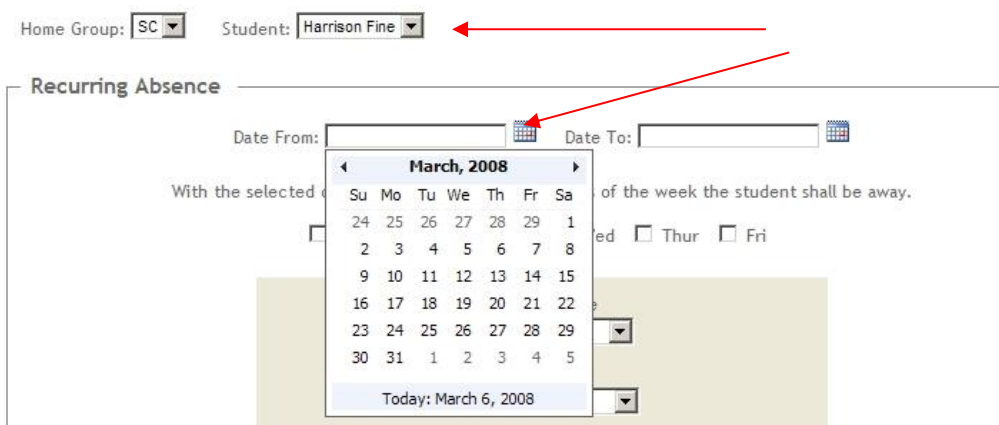 Home Group: SC Student: Harrison Fine
Recurring Absence
Date From: Date To:
March, 2008
With the selected of the week the student shall be away.
Su Mo Tu We Th Fr Sa
24 25 26 27 28 29 1
Thur Fri
2 3 4 5 6 7 8
9 10 11 12 13 14 15
16 17 18 19 20 21 22
23 24 25 26 27 28 29
30 31 1 2 3 4 5
Today: March 6, 2008